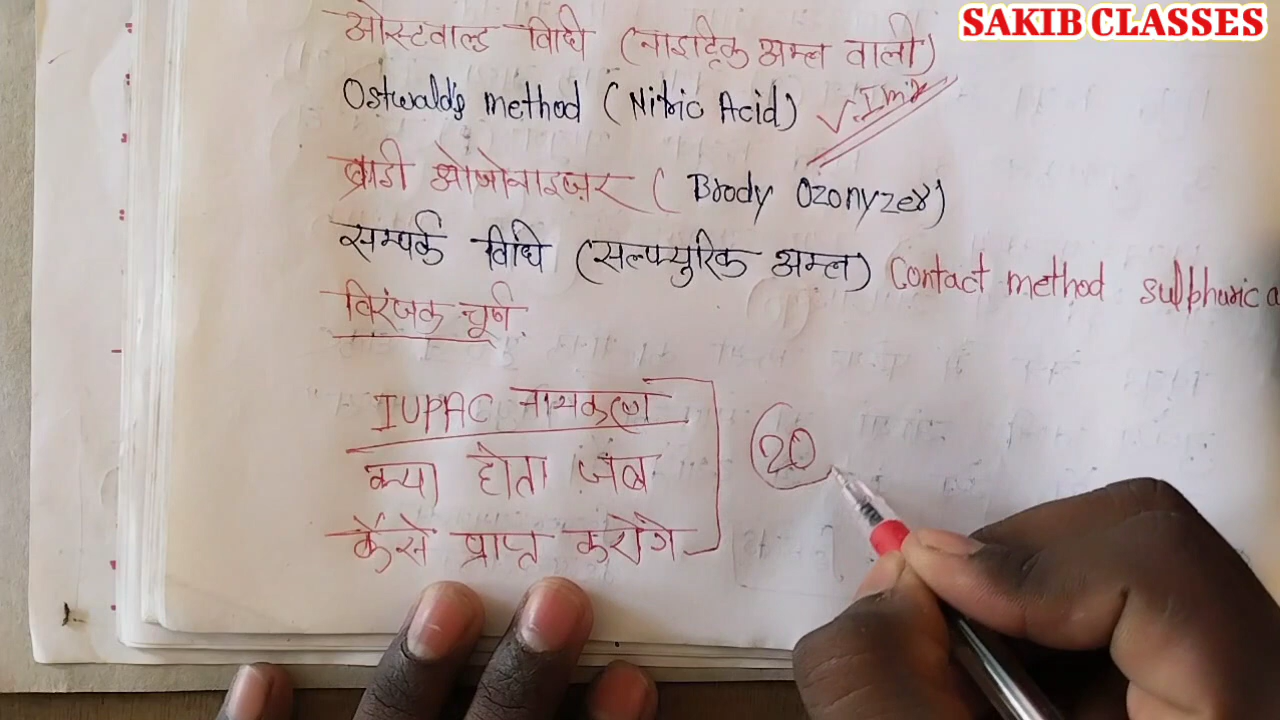 SAKIB CLASSES
ओस्टवाल्ड विधि (नाइट्रिक अम्ल वाली)
Ostwald's method (Nitric Acid) ✓ Imp
ब्राडी ओजोनाइज़र ( Brody Ozonyzer)
सम्पर्क विधि (सल्फ्युरिक अम्ल) Contact method sulphuric a
विरंजक चूर्ण.
IUPAC नामकरण
क्या होता जब
20
कैसे प्राप्त करोगे